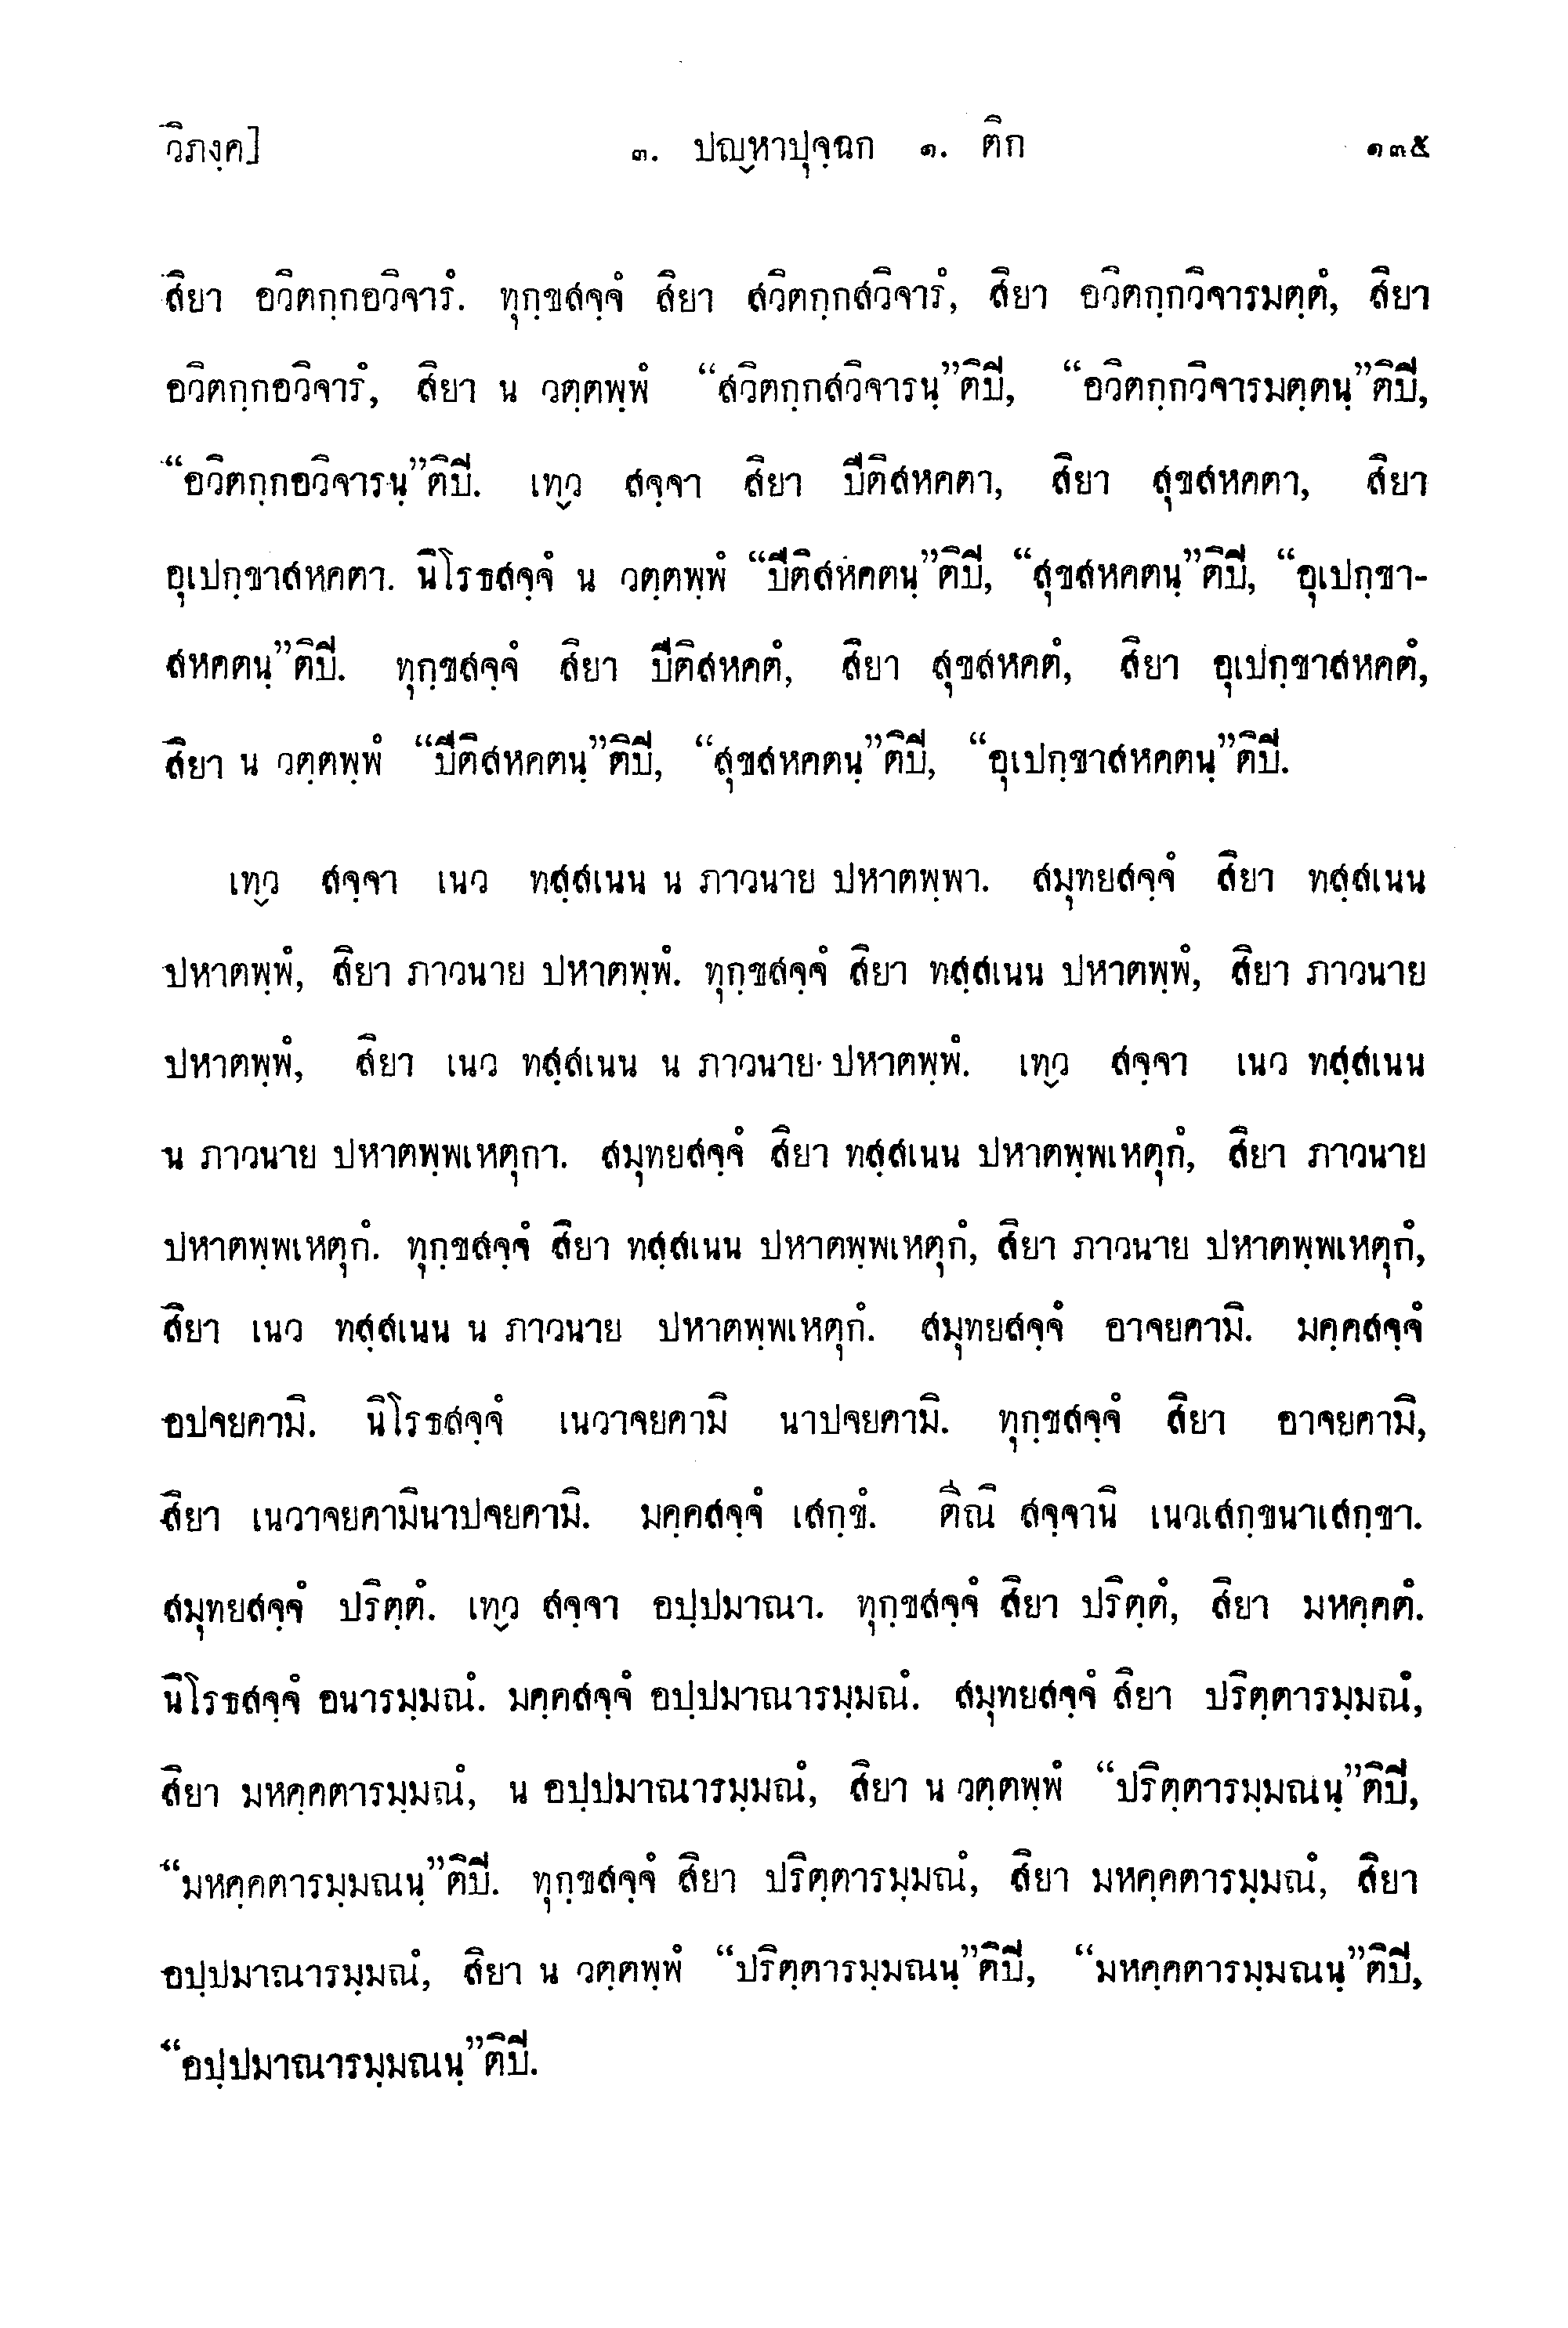 วิภงฺค] ๓. ปญฺหาปุจฺฉก ๑. ติก ๑๓๕
สิยา อวิตกฺกอวิจารํ. ทุกฺขสจฺจํ สิยา สวิตกฺกสวิจารํ, สิยา อวิตกฺกวิจารมตฺตํ, สิยา
อวิตกฺกอวิจารํ, สิยา น วตฺตพฺพํ “สวิตกฺกสวิจารนฺ”ติปี, “อวิตกฺกวิจารมตฺตนฺ”ติปี,
“อวิตกฺกอวิจารนฺ”ติปี. เทฺว สจฺจา สิยา ปีติสหคตา, สิยา สุขสหคตา, สิยา
อุเปกฺขาสหคตา. นิโรธสจฺจํ น วตฺตพฺพํ “ปีติสหคตนฺ”ติปี, “สุขสหคตนฺ”ติปี, “อุเปกฺขา-
สหคตนฺ”ติปี. ทุกฺขสจฺจํ สิยา ปีติสหคตํ, สิยา สุขสหคตํ, สิยา อุเปกฺขาสหคตํ,
สิยา น วตฺตพฺพํ “ปีติสหคตนฺ”ติปี, “สุขสหคตนฺ”ติปี, “อุเปกฺขาสหคตนฺ”ติปี.
เทฺว สจฺจา เนว ทสฺสเนน น ภาวนาย ปหาตพฺพา. สมุทยสจฺจํ สิยา ทสฺสเนน
ปหาตพฺพํ, สิยา ภาวนาย ปหาตพฺพํ. ทุกฺขสจฺจํ สิยา ทสฺสเนน ปหาตพฺพํ, สิยา ภาวนาย
ปหาตพฺพํ, สิยา เนว ทสฺสเนน น ภาวนาย ปหาตพฺพํ. เทฺว สจฺจา เนว ทสฺสเนน
น ภาวนาย ปหาตพฺพเหตุกา. สมุทยสจฺจํ สิยา ทสฺสเนน ปหาตพฺพเหตุกํ, สิยา ภาวนาย
ปหาตพฺพเหตุกํ. ทุกฺขสจฺจํ สิยา ทสฺสเนน ปหาตพฺพเหตุกํ, สิยา ภาวนาย ปหาตพฺพเหตุกํ,
สิยา เนว ทสฺสเนน น ภาวนาย ปหาตพฺพเหตุกํ. สมุทยสจฺจํ อาจยคามิ. มคฺคสจฺจํ
อปจยคามิ. นิโรธสจฺจํ เนวาจยคามิ นาปจยคามิ. ทุกฺขสจฺจํ สิยา อาจยคามิ,
สิยา เนวาจยคามินาปจยคามิ. มคฺคสจฺจํ เสกฺขํ. ตีณิ สจฺจานิ เนวเสกฺขนาเสกฺขา.
สมุทยสจฺจํ ปริตฺตํ. เทฺว สจฺจา อปฺปมาณา. ทุกฺขสจฺจํ สิยา ปริตฺตํ, สิยา มหคฺคตํ.
นิโรธสจฺจํ อนารมฺมณํ. มคฺคสจฺจํ อปฺปมาณารมฺมณํ. สมุทยสจฺจํ สิยา ปริตฺตารมฺมณํ,
สิยา มหคฺคตารมฺมณํ, น อปฺปมาณารมฺมณํ, สิยา น วตฺตพฺพํ “ปริตฺตารมฺมณนฺ”ติปี,
“มหคฺคตารมฺมณนฺ”ติปี. ทุกฺขสจฺจํ สิยา ปริตฺตารมฺมณํ, สิยา มหคฺคตารมฺมณํ, สิยา
อปฺปมาณารมฺมณํ, สิยา น วตฺตพฺพํ “ปริตฺตารมฺมณนฺ”ติปี, “มหคฺคตารมฺมณนฺ”ติปี,
“อปฺปมาณารมฺมณนฺ”ติปี.